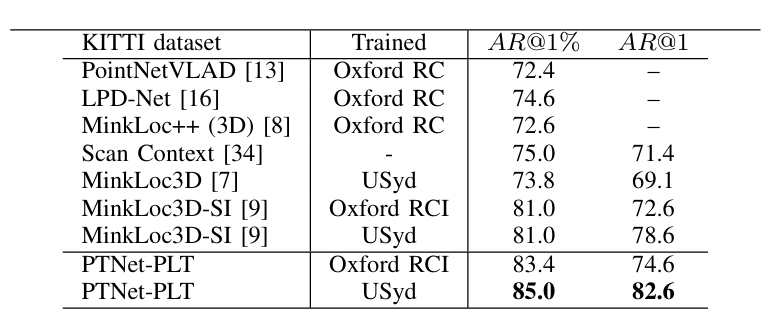 KITTI dataset Trained AR@1% AR@1
PointNetVLAD [13] Oxford RC 72.4 –
LPD-Net [16] Oxford RC 74.6 –
MinkLoc++ (3D) [8] Oxford RC 72.6 –
Scan Context [34] - 75.0 71.4
MinkLoc3D [7] USyd 73.8 69.1
MinkLoc3D-SI [9] Oxford RCI 81.0 72.6
MinkLoc3D-SI [9] USyd 81.0 78.6
PTNet-PLT Oxford RCI 83.4 74.6
PTNet-PLT USyd 85.0 82.6